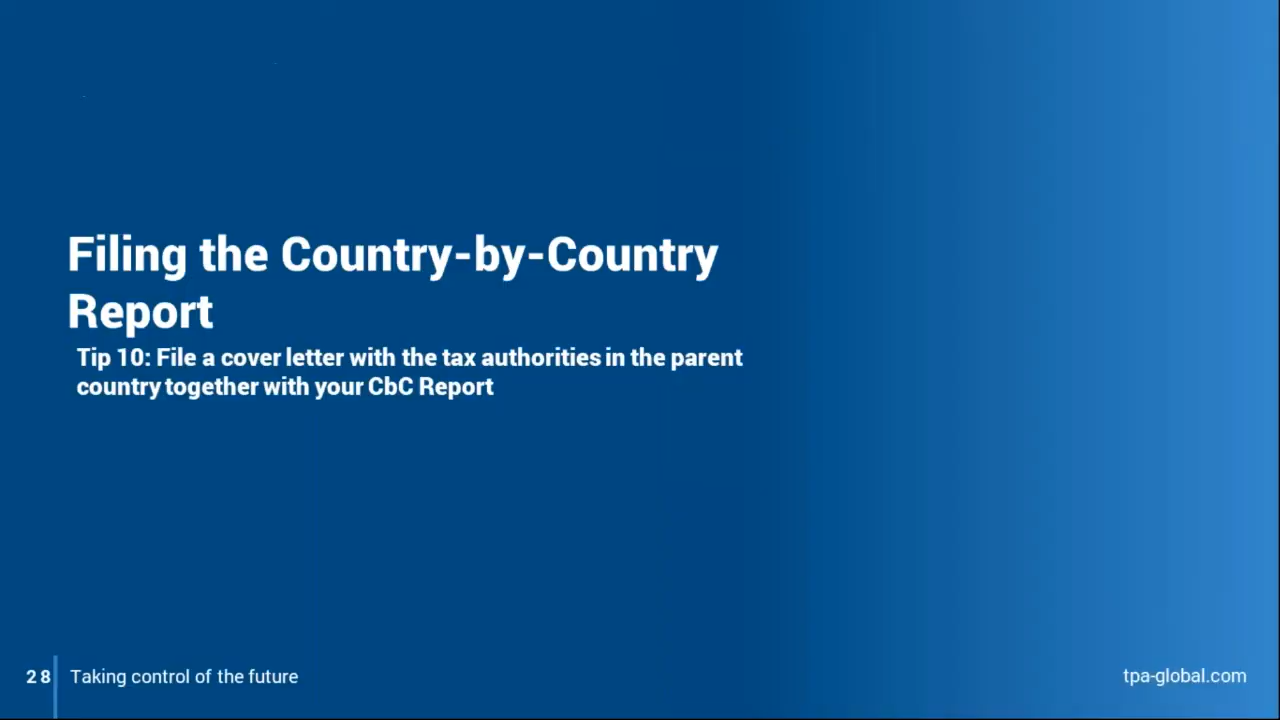 Filing the Country-by-Country
Report
Tip 10: File a cover letter with the tax authorities in the parent
country together with your CbC Report
28
Taking control of the future
tpa-global.com